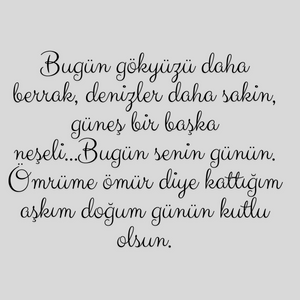 Bugün gökyüzü daha
berrak, denizler daha sakin,
güneş bir başka
neşeli...Bugün senin günün.
Ömrüme ömür diye kattığım
aşkım doğum günün kutlu
olsun.